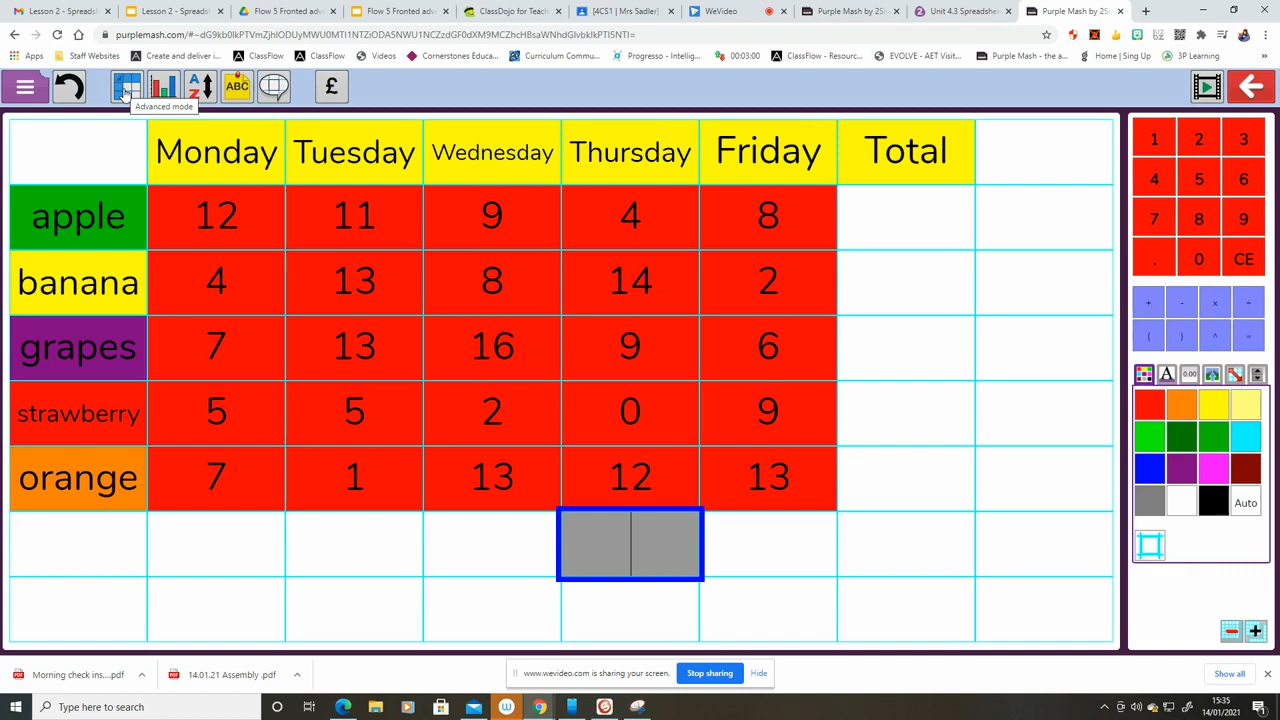 Lesson 2 - Spreads
Lesson 2 - Spreads
Flow 5 Fronted adv
Flow 5 Fronted adv
ClassDojo for Teac
[4CS1 | Mrs Sadler]
WeVideo
Purple Mash by 2Si
Unit 4.3 Spreadshe
Purple Mash by 2Si
Apps
Staff Websites
ClassFlow
Create and deliver i...
ClassFlow
ClassFlow
Videos
Cornerstones Educa...
Curriculum Commu...
Progresso - Intellig...
00:03:00
ClassFlow - Resourc...
EVOLVE - AET Visit...
Purple Mash - the a...
Home | Sing Up
3P Learning
A
Z
ABC
£
Advanced mode
Monday Tuesday Wednesday Thursday Friday Total
apple 12 11 9 4 8
banana 4 13 8 14 2
grapes 7 13 16 9 6
strawberry 5 5 2 0 9
orange 7 1 13 12 13
1 2 3
4 5 6
7 8 9
. 0 CE
+ - x ÷
( ) ^ =
A 0.00
Auto
www.wevideo.com is sharing your screen.
Stop sharing
Hide
Morning check ins....pdf
14.01.21 Assembly .pdf
Show all
Type here to search
15:35
14/01/2021